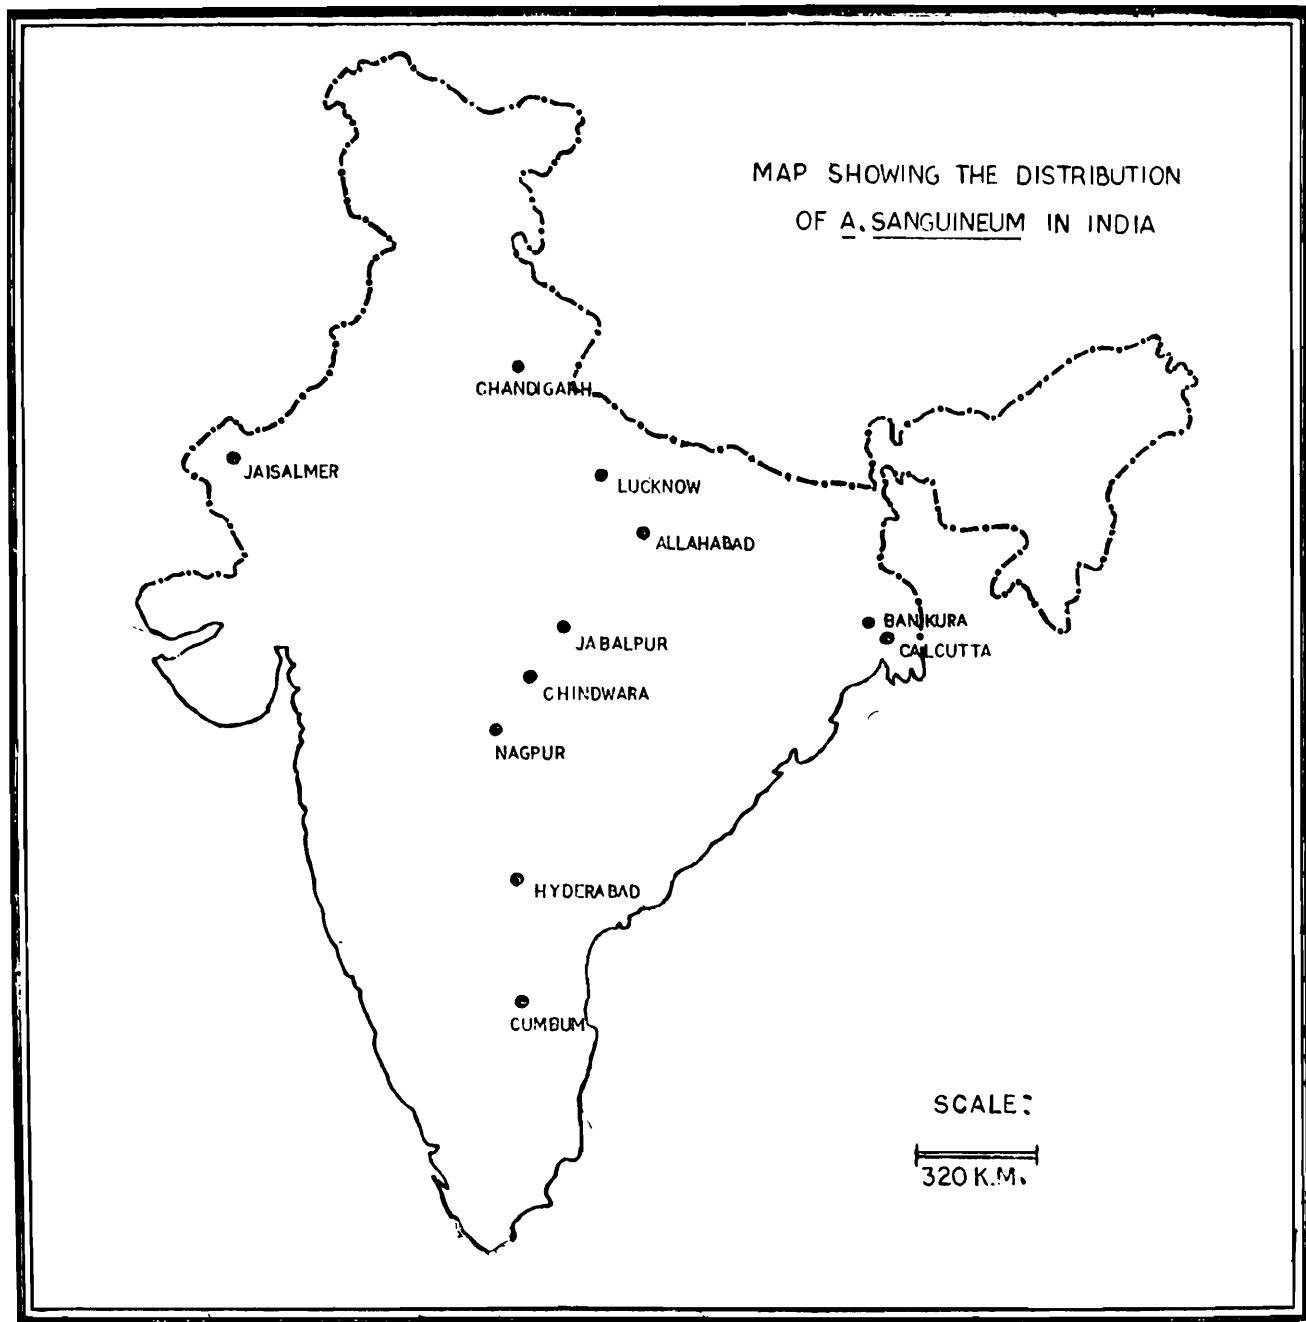 MAP SHOWING THE DISTRIBUTION
OF A. SANGUINEUM IN INDIA
CHANDIGARH
JAISALMER
LUCKNOW
ALLAHABAD
BANKURA
CALCUTTA
JABALPUR
CHINDWARA
NAGPUR
HYDERABAD
CUMBUM
SCALE:
320 K.M.